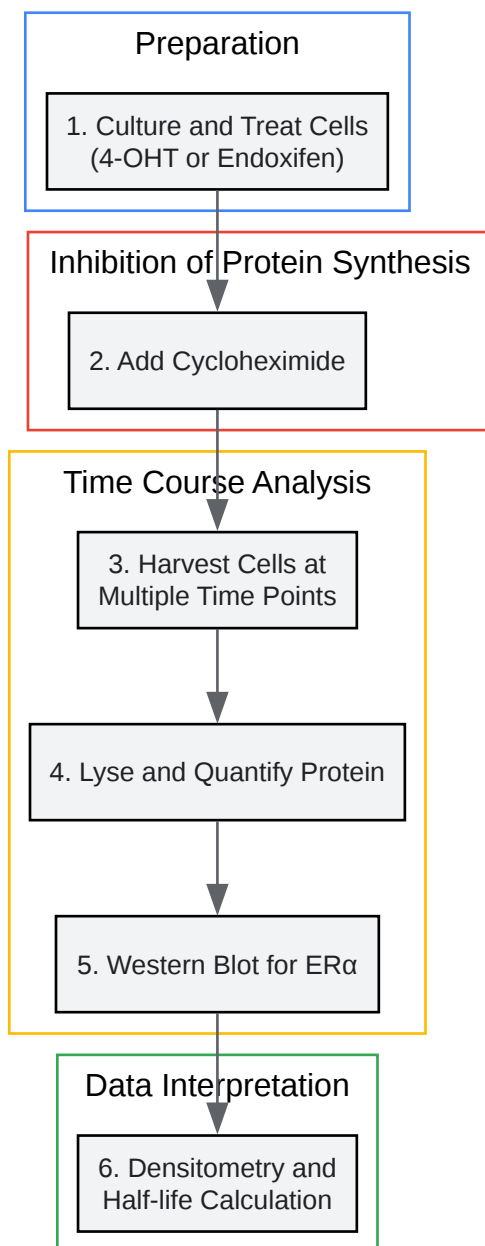 Preparation
1. Culture and Treat Cells
(4-OHT or Endoxifen)
Inhibition of Protein Synthesis
2. Add Cycloheximide
Time Course Analysis
3. Harvest Cells at
Multiple Time Points
4. Lyse and Quantify Protein
5. Western Blot for ERα
Data Interpretation
6. Densitometry and
Half-life Calculation